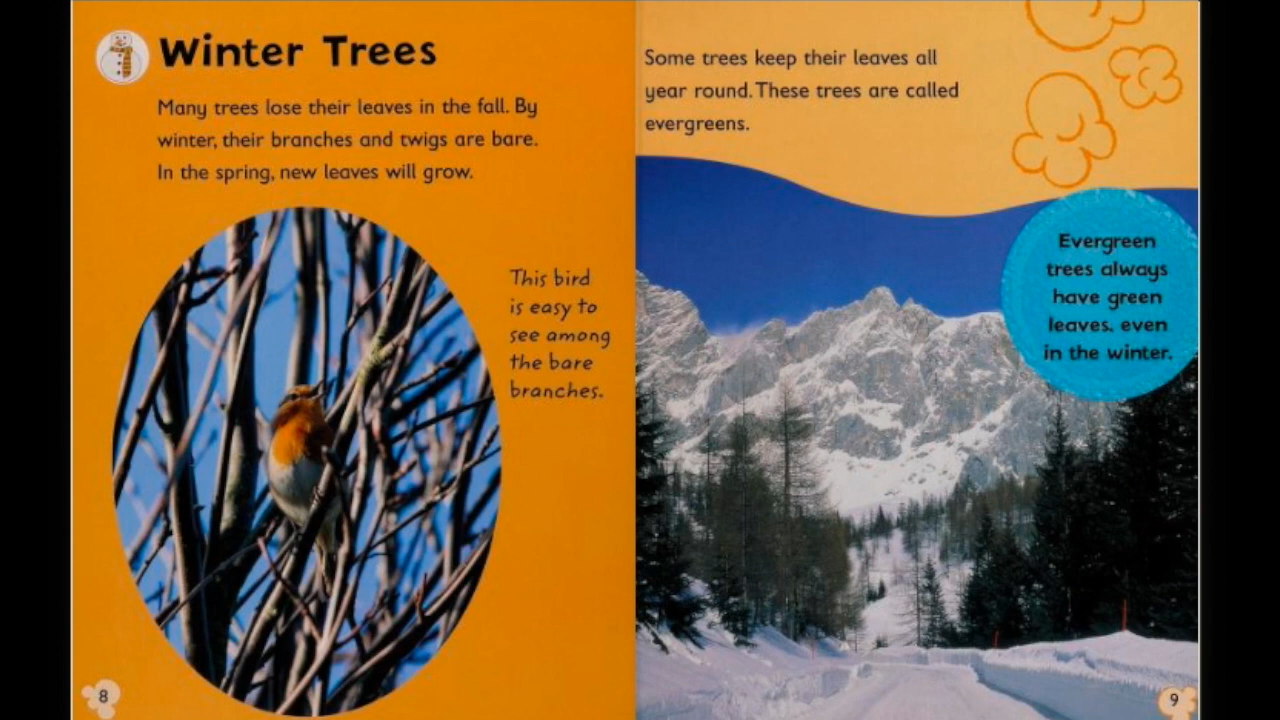 Winter Trees
Many trees lose their leaves in the fall. By
winter, their branches and twigs are bare.
In the spring, new leaves will grow.
This bird
is easy to
see among
the bare
branches.
8
Some trees keep their leaves all
year round. These trees are called
evergreens.
Evergreen
trees always
have green
leaves, even
in the winter.
9